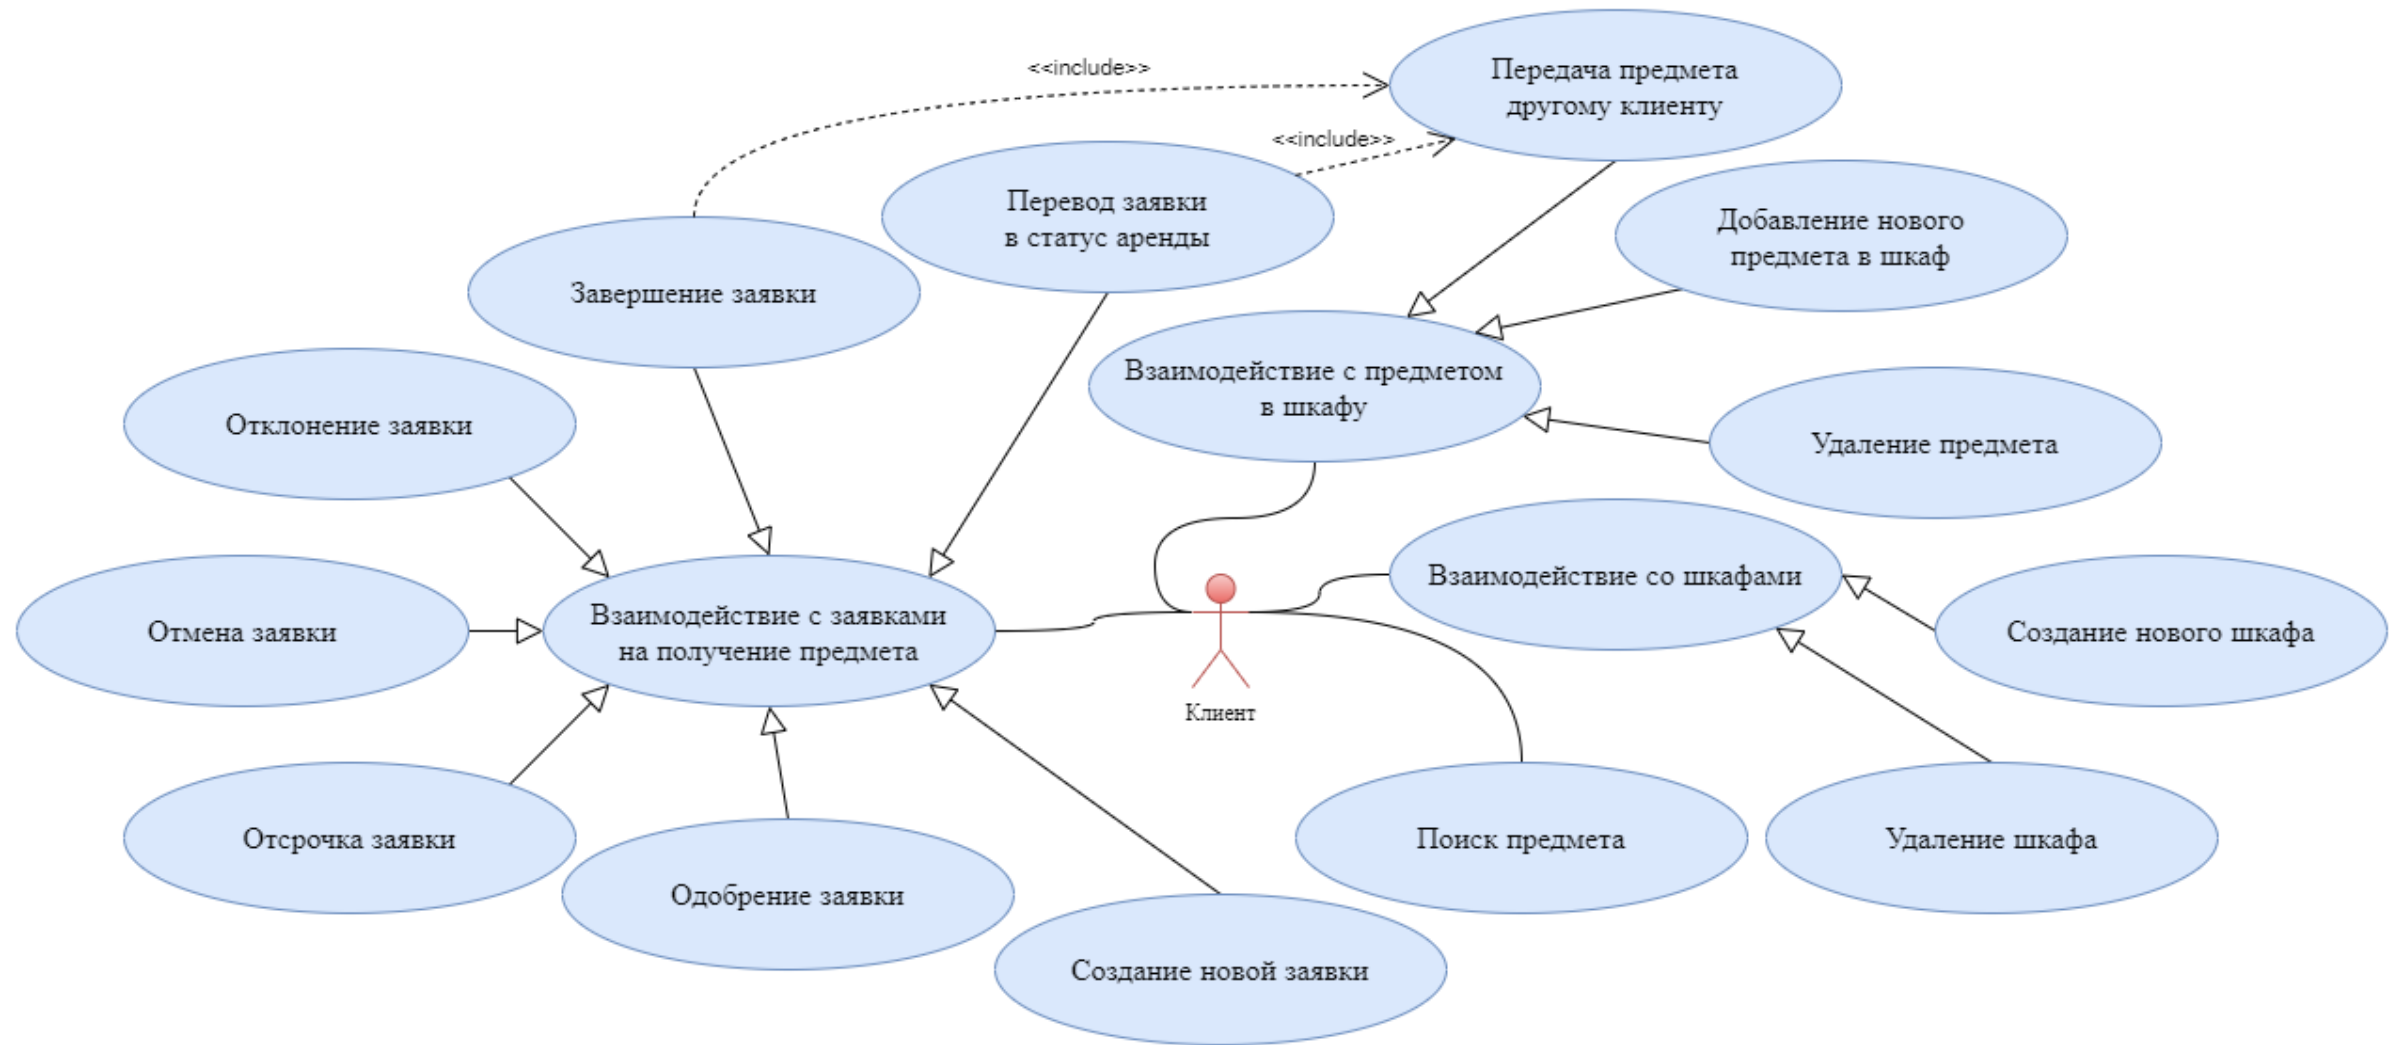 <<include>>
Передача предмета
другому клиенту
<<include>>
Перевод заявки
в статус аренды
Добавление нового
предмета в шкаф
Завершение заявки
Взаимодействие с предметом
в шкафу
Отклонение заявки
Удаление предмета
Взаимодействие со шкафами
Отмена заявки
Взаимодействие с заявками
на получение предмета
Создание нового шкафа
Клиент
Отсрочка заявки
Поиск предмета
Удаление шкафа
Одобрение заявки
Создание новой заявки